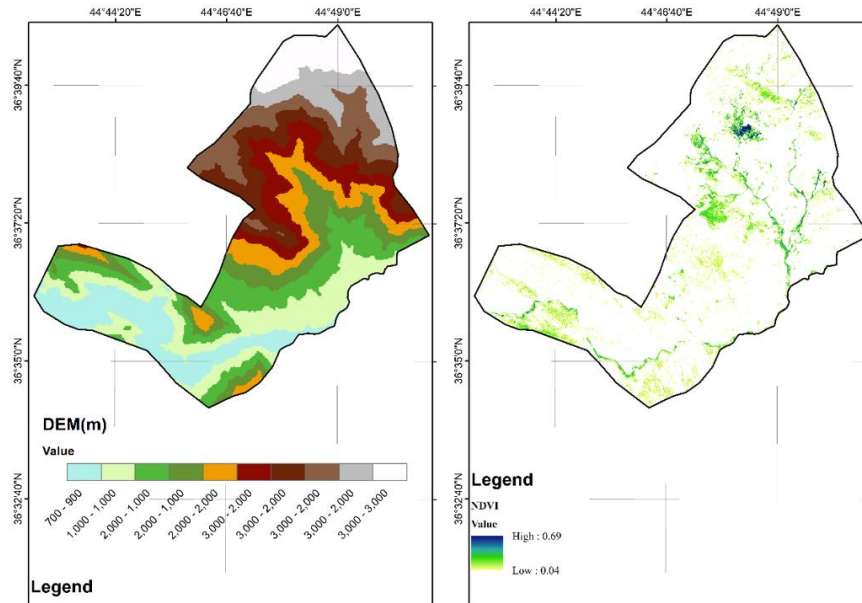 44°44'20"E 44°46'40"E 44°49'0"E
36°39'40"N
36°37'20"N
36°35'0"N
36°32'40"N
DEM(m)
Value
700 - 900
1,000 - 1,000
2,000 - 1,000
2,000 - 1,000
2,000 - 2,000
3,000 - 2,000
3,000 - 2,000
3,000 - 2,000
3,000 - 2,000
3,000 - 3,000
Legend
44°44'20"E 44°46'40"E 44°49'0"E
36°39'40"N
36°37'20"N
36°35'0"N
36°32'40"N
Legend
NDVI
Value
High : 0.69
Low : 0.04